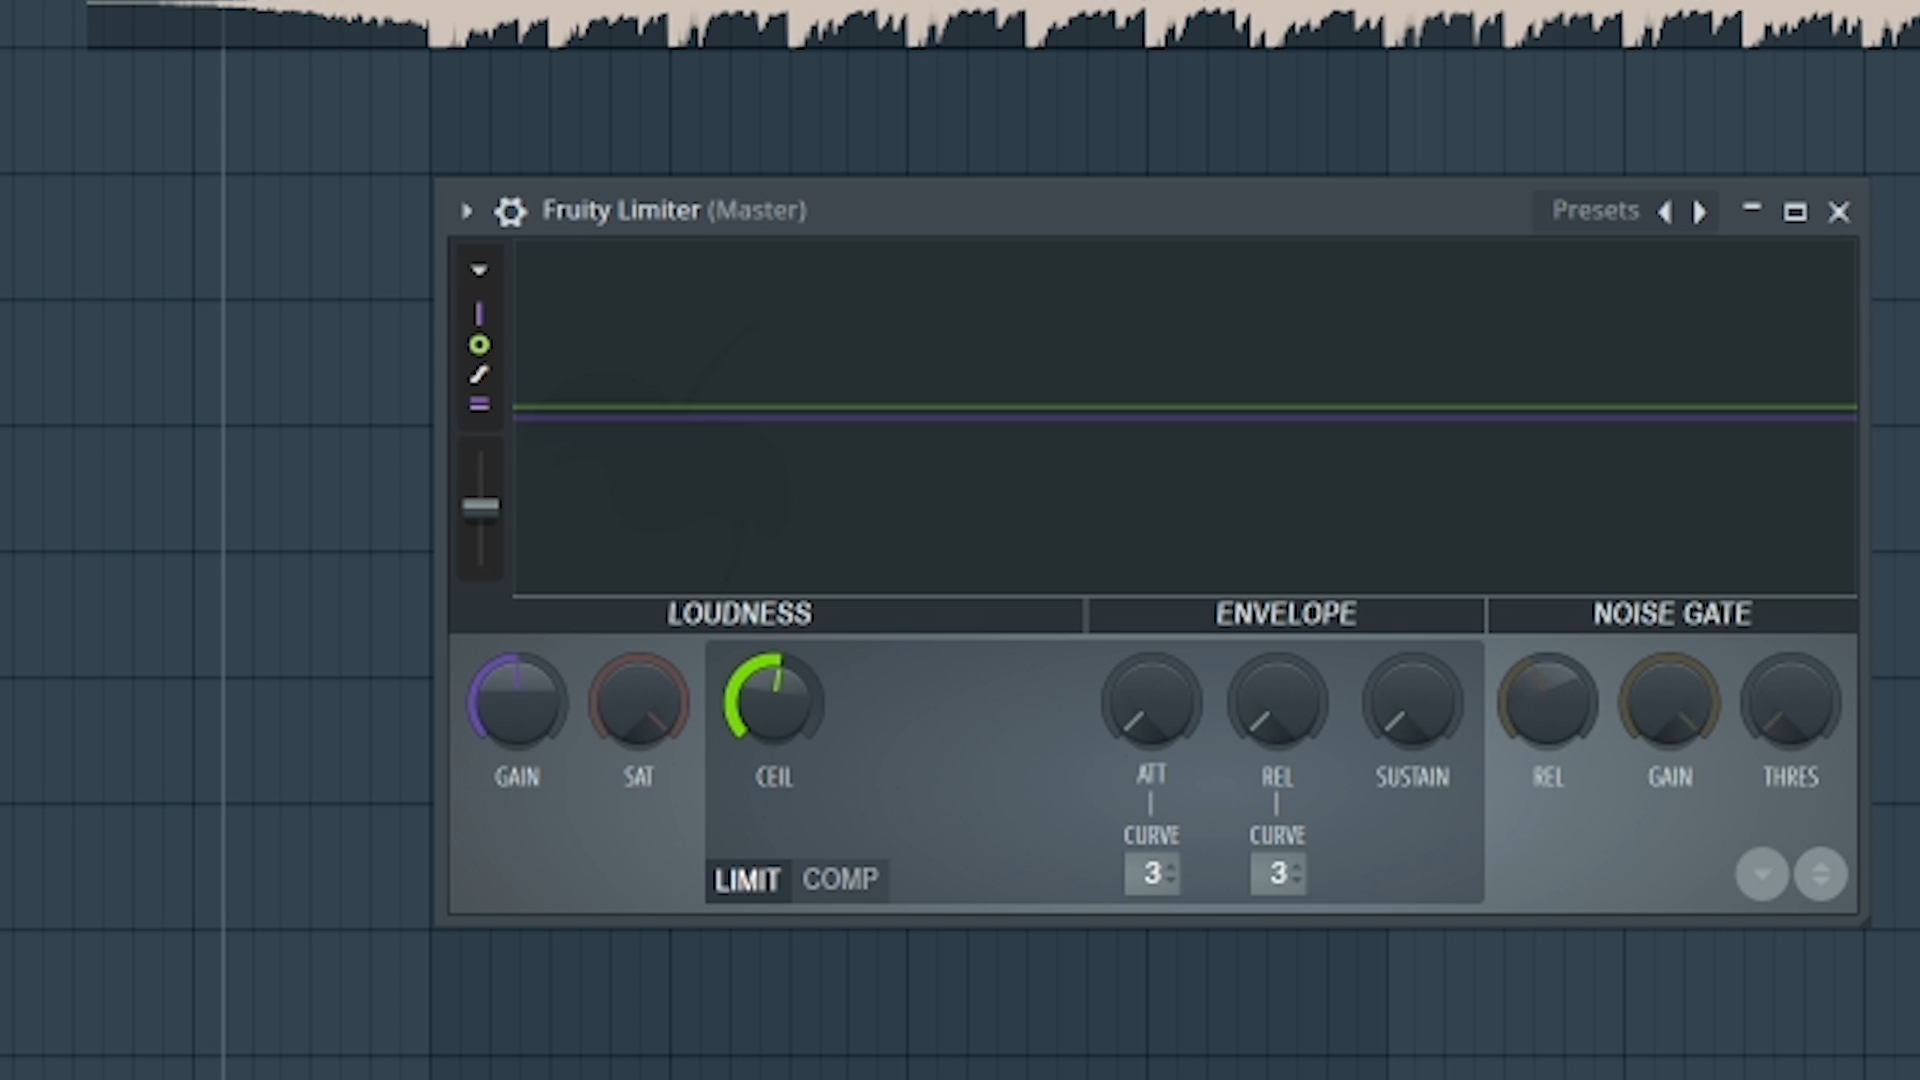 Fruity Limiter (Master)
Presets
LOUDNESS
ENVELOPE
NOISE GATE
GAIN
SAT
CEIL
ATT
REL
SUSTAIN
REL
GAIN
THRES
CURVE
CURVE
3
3
LIMIT
COMP